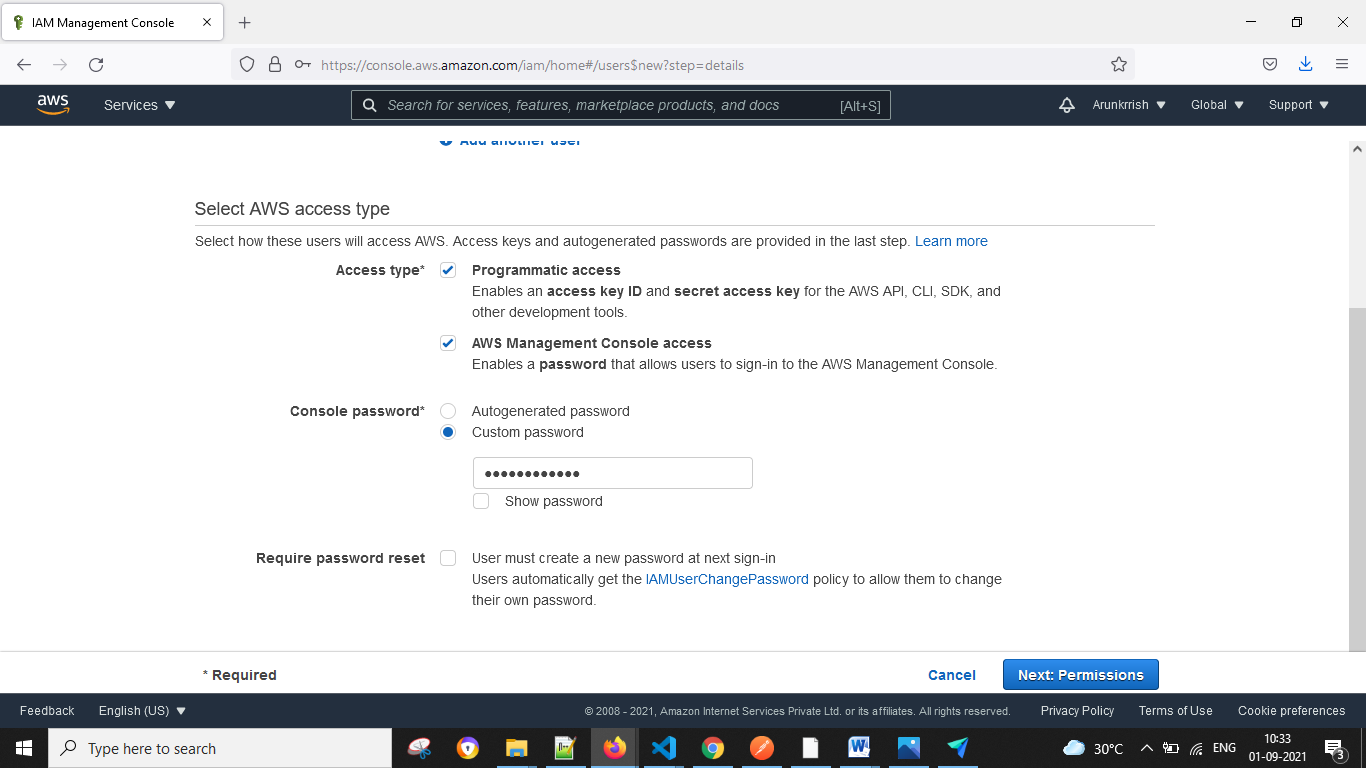 IAM Management Console
https://console.aws.amazon.com/iam/home#/users$new?step=details
aws
Services
Search for services, features, marketplace products, and docs
[Alt+S]
Arunkrrish
Global
Support
Add another user
Select AWS access type
Select how these users will access AWS. Access keys and autogenerated passwords are provided in the last step. Learn more
Access type*
Programmatic access
Enables an access key ID and secret access key for the AWS API, CLI, SDK, and
other development tools.
AWS Management Console access
Enables a password that allows users to sign-in to the AWS Management Console.
Console password*
Autogenerated password
Custom password
••••••••••••
Show password
Require password reset
User must create a new password at next sign-in
Users automatically get the IAMUserChangePassword policy to allow them to change
their own password.
* Required
Cancel
Next: Permissions
Feedback
English (US)
© 2008 - 2021, Amazon Internet Services Private Ltd. or its affiliates. All rights reserved.
Privacy Policy
Terms of Use
Cookie preferences
Type here to search
30°C
ENG
10:33
01-09-2021
3